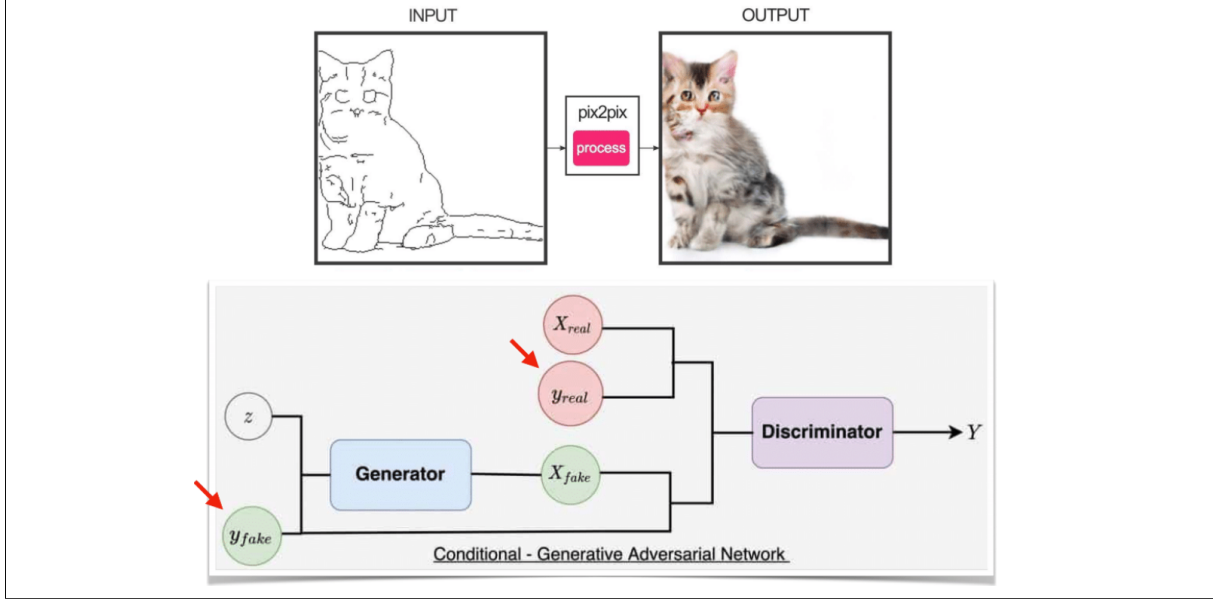 INPUT
OUTPUT
pix2pix
process
X_real
y_real
z
Generator
X_fake
Discriminator
Y
y_fake
Conditional - Generative Adversarial Network